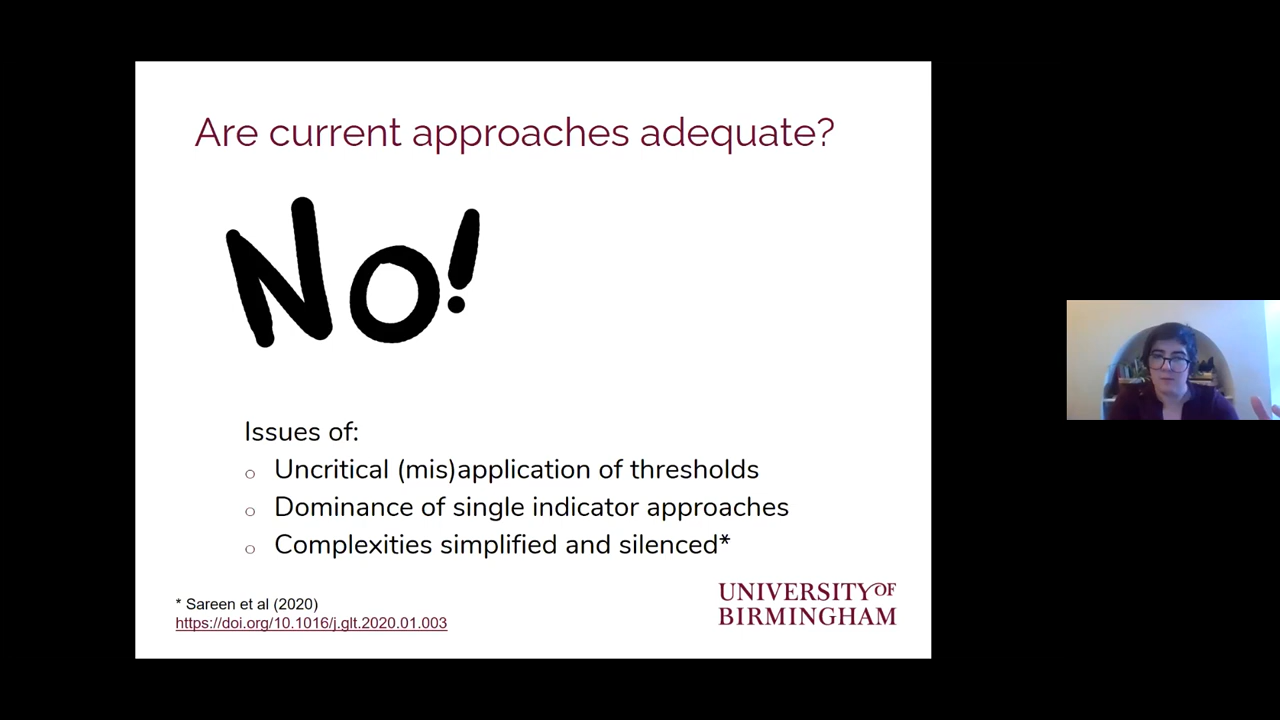 Are current approaches adequate?
No!
Issues of:
o Uncritical (mis)application of thresholds
o Dominance of single indicator approaches
o Complexities simplified and silenced*
* Sareen et al (2020)
https://doi.org/10.1016/j.glt.2020.01.003
UNIVERSITY OF
BIRMINGHAM